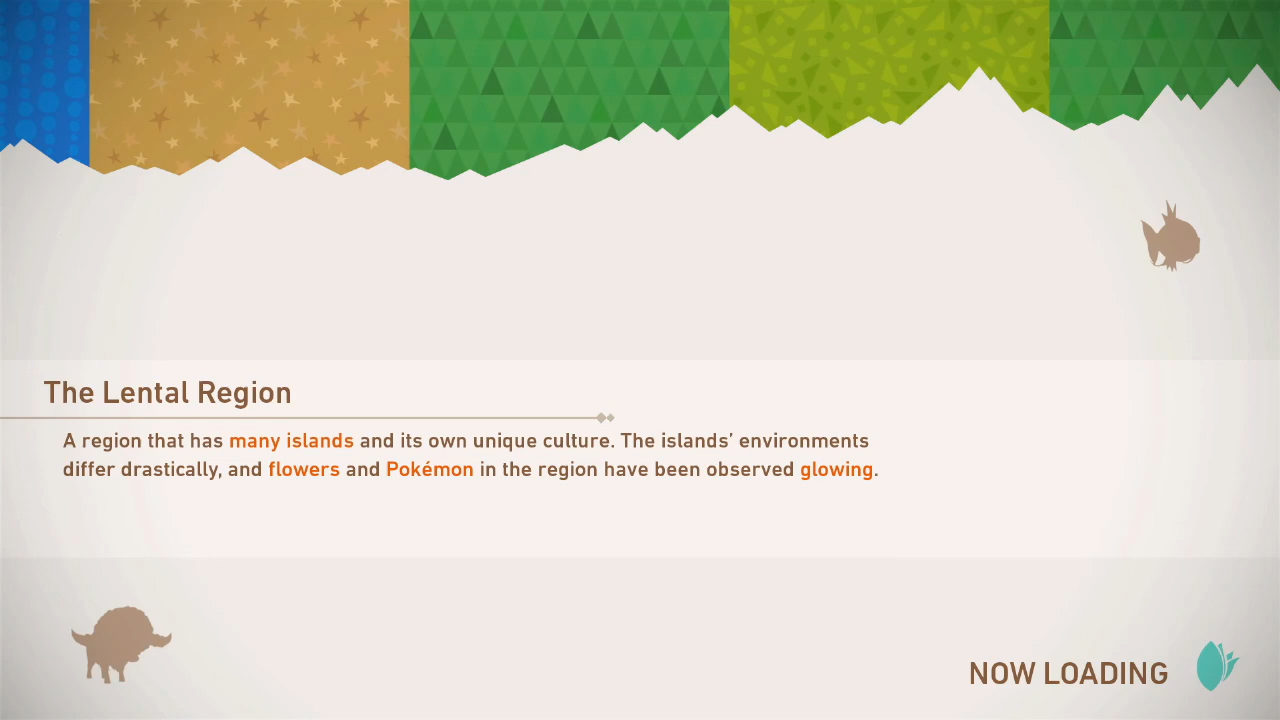 The Lental Region
A region that has many islands and its own unique culture. The islands’ environments
differ drastically, and flowers and Pokémon in the region have been observed glowing.
NOW LOADING